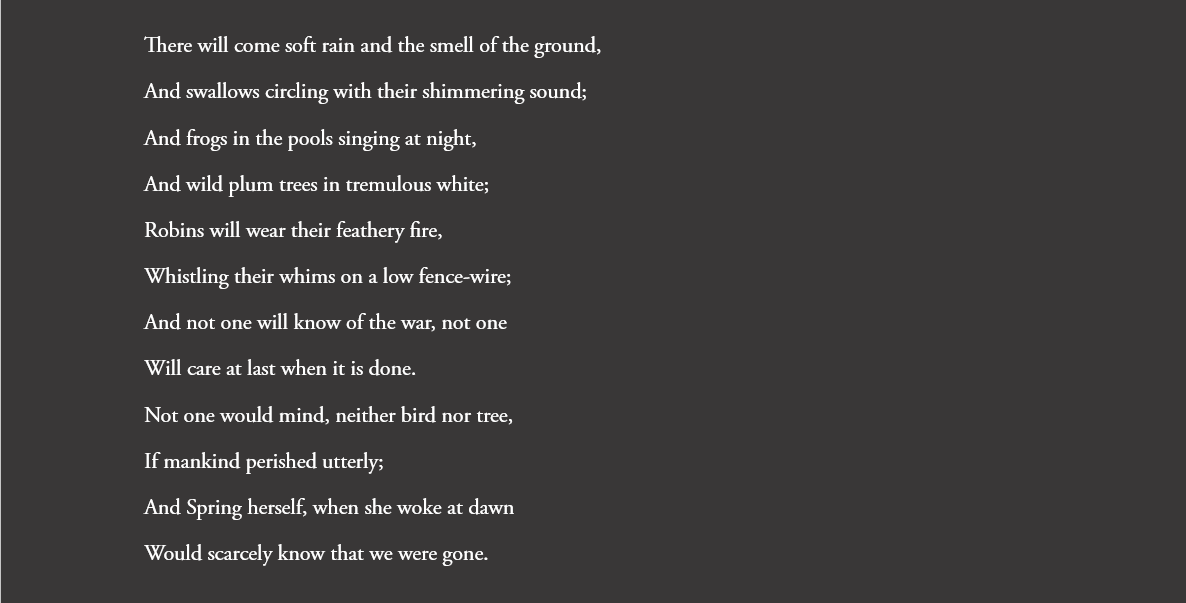 There will come soft rain and the smell of the ground,
And swallows circling with their shimmering sound;
And frogs in the pools singing at night,
And wild plum trees in tremulous white;
Robins will wear their feathery fire,
Whistling their whims on a low fence-wire;
And not one will know of the war, not one
Will care at last when it is done.
Not one would mind, neither bird nor tree,
If mankind perished utterly;
And Spring herself, when she woke at dawn
Would scarcely know that we were gone.